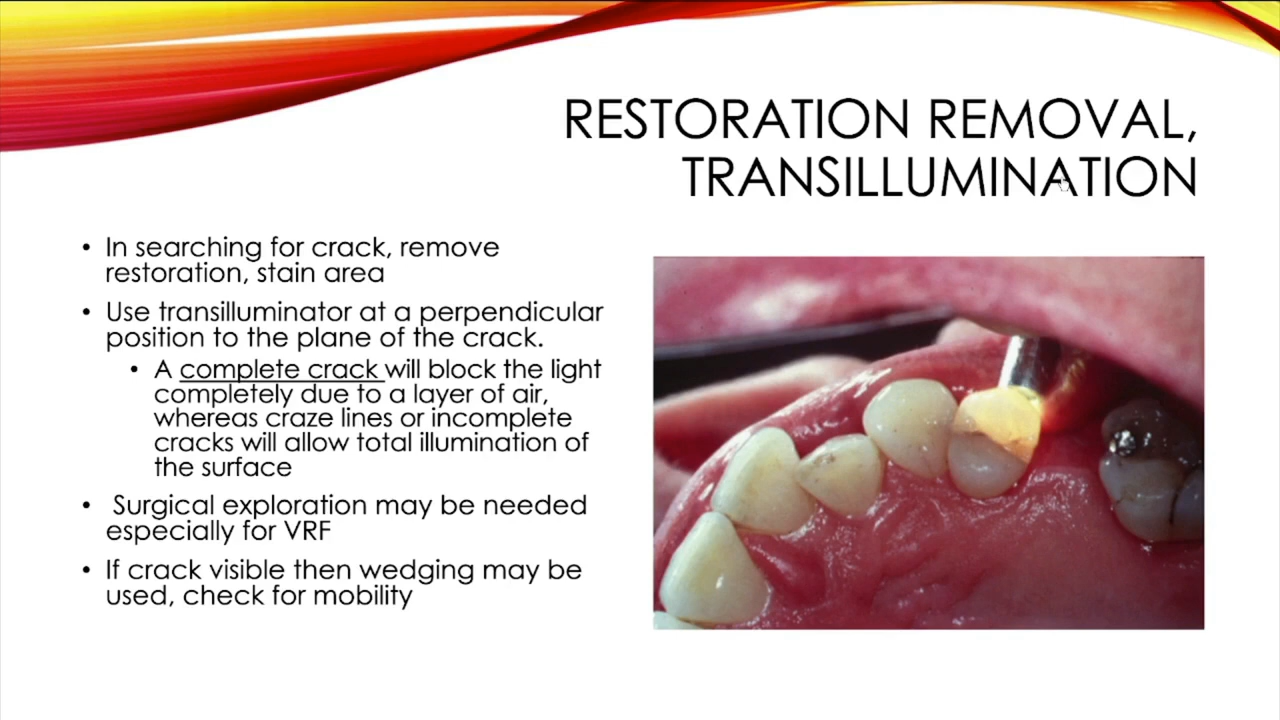 RESTORATION REMOVAL,
TRANSILLUMINATION
• In searching for crack, remove
restoration, stain area
• Use transilluminator at a perpendicular
position to the plane of the crack.
• A complete crack will block the light
completely due to a layer of air,
whereas craze lines or incomplete
cracks will allow total illumination of
the surface
• Surgical exploration may be needed
especially for VRF
• If crack visible then wedging may be
used, check for mobility